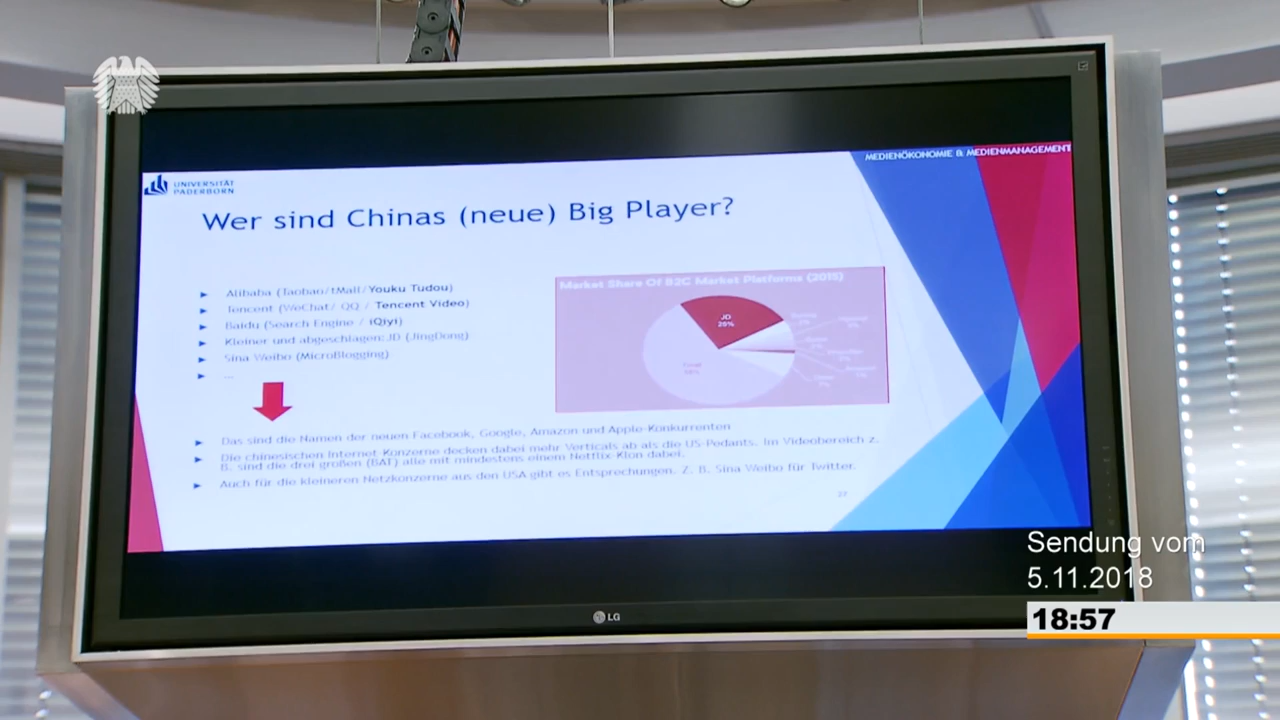 MEDIENÖKONOMIE & MEDIENMANAGEMENT
UNIVERSITÄT
PADERBORN
Wer sind Chinas (neue) Big Player?
Alibaba (Taobao/tMall/Youku Tudou)
Tencent (WeChat/ QQ / Tencent Video)
Baidu (Search Engine / iQiyi)
Kleiner und abgeschlagen:JD (JingDong)
Sina Weibo (MicroBlogging)
...
Market Share Of B2C Market Platforms (2015)
JD
Das sind die Namen der neuen Facebook, Google, Amazon und Apple-Konkurrenten
Die chinesischen Internet-Konzerne decken dabei mehr Verticals ab als die US-Pedants. Im Videobereich z.
B. sind die drei großen (BAT) alle mit mindestens einem Netflix-Klon dabei.
Auch für die kleineren Netzkonzerne aus den USA gibt es Entsprechungen. Z. B. Sina Weibo für Twitter.
LG
Sendung vom
5.11.2018
18:57